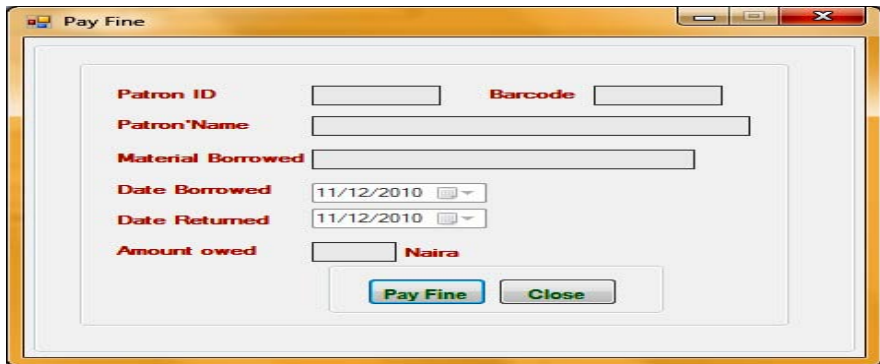 Pay Fine
Patron ID Barcode
Patron'Name
Material Borrowed
Date Borrowed 11/12/2010
Date Returned 11/12/2010
Amount owed Naira
Pay Fine Close